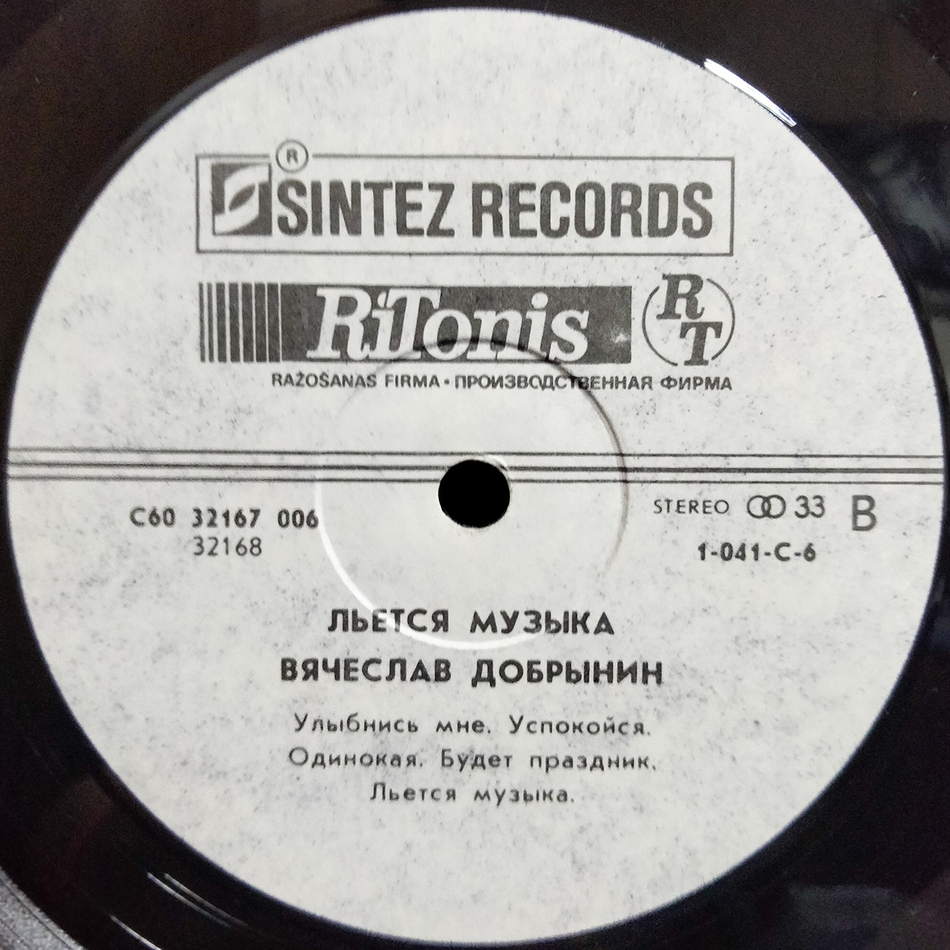 ®
SINTEZ RECORDS
RiTonis RT
RAŽOŠANAS FIRMA • ПРОИЗВОДСТВЕННАЯ ФИРМА
С60 32167 006
32168
STEREO 33 B
1-041-C-6
ЛЬЕТСЯ МУЗЫКА
ВЯЧЕСЛАВ ДОБРЫНИН
Улыбнись мне. Успокойся.
Одинокая. Будет праздник.
Льется музыка.